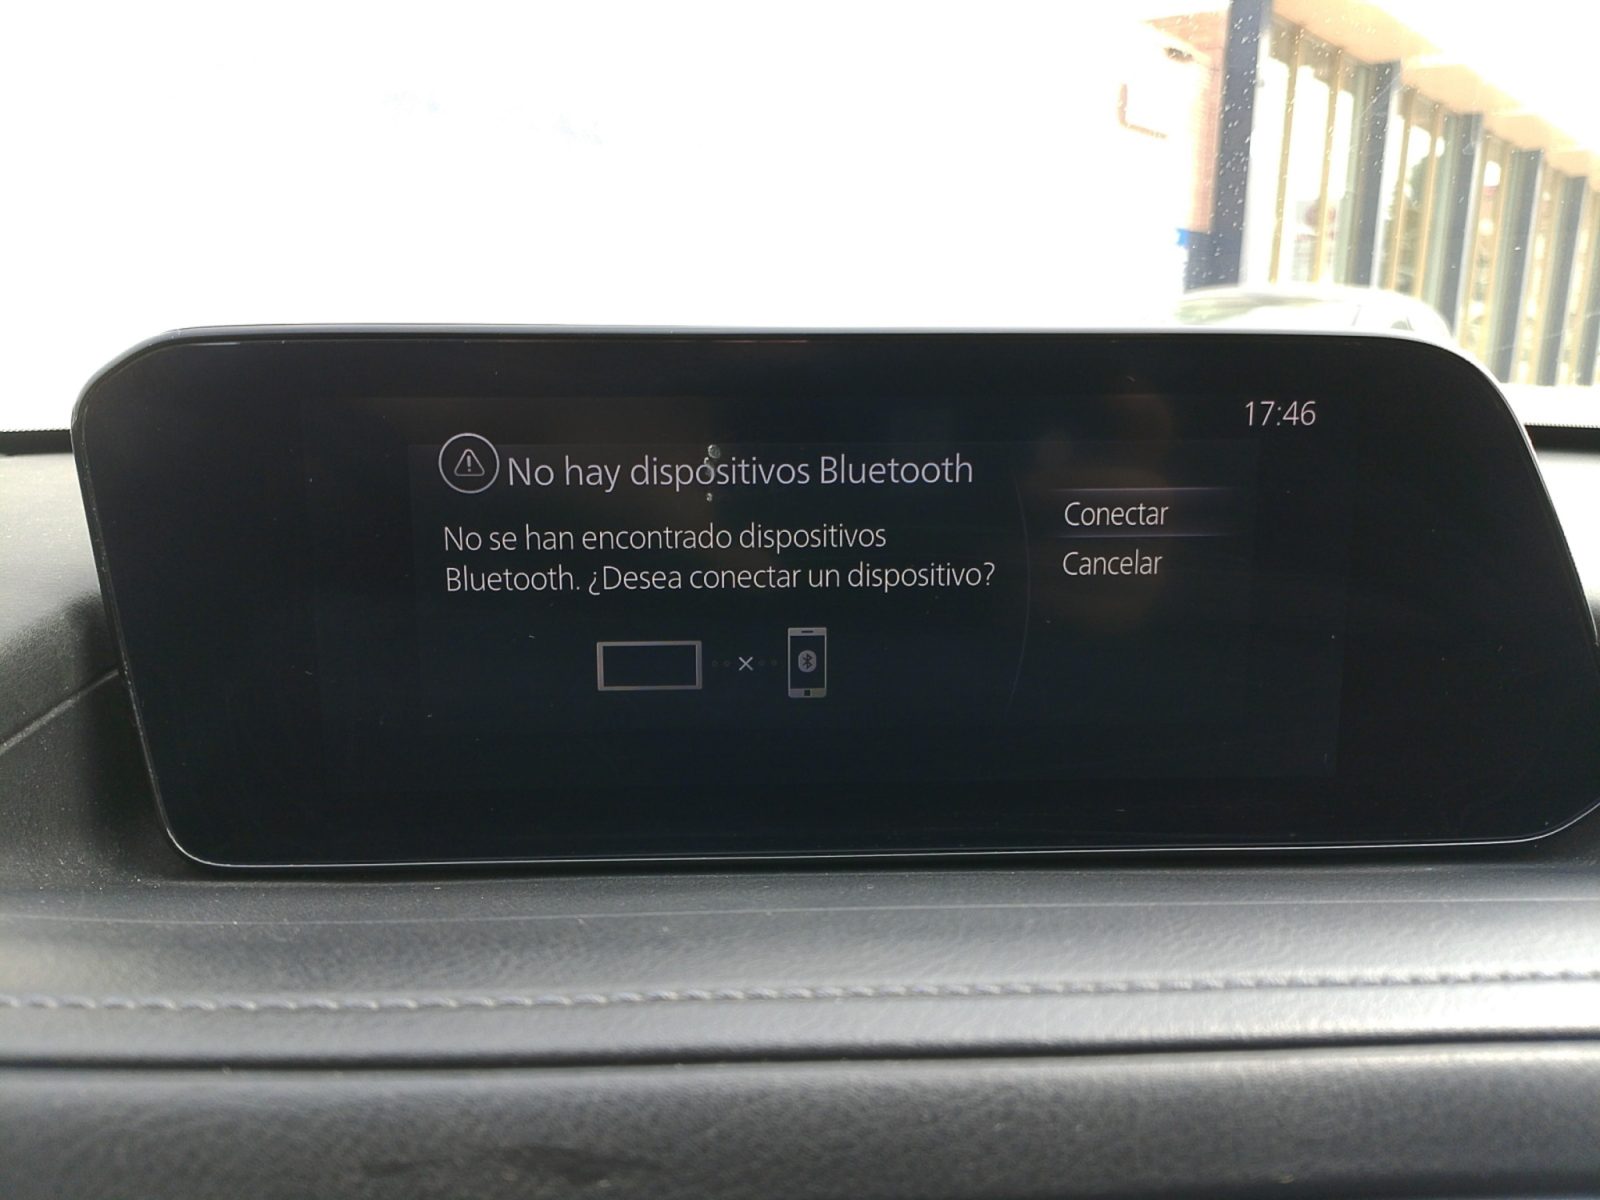 17:46
No hay dispositivos Bluetooth
No se han encontrado dispositivos
Bluetooth. ¿Desea conectar un dispositivo?
Conectar
Cancelar